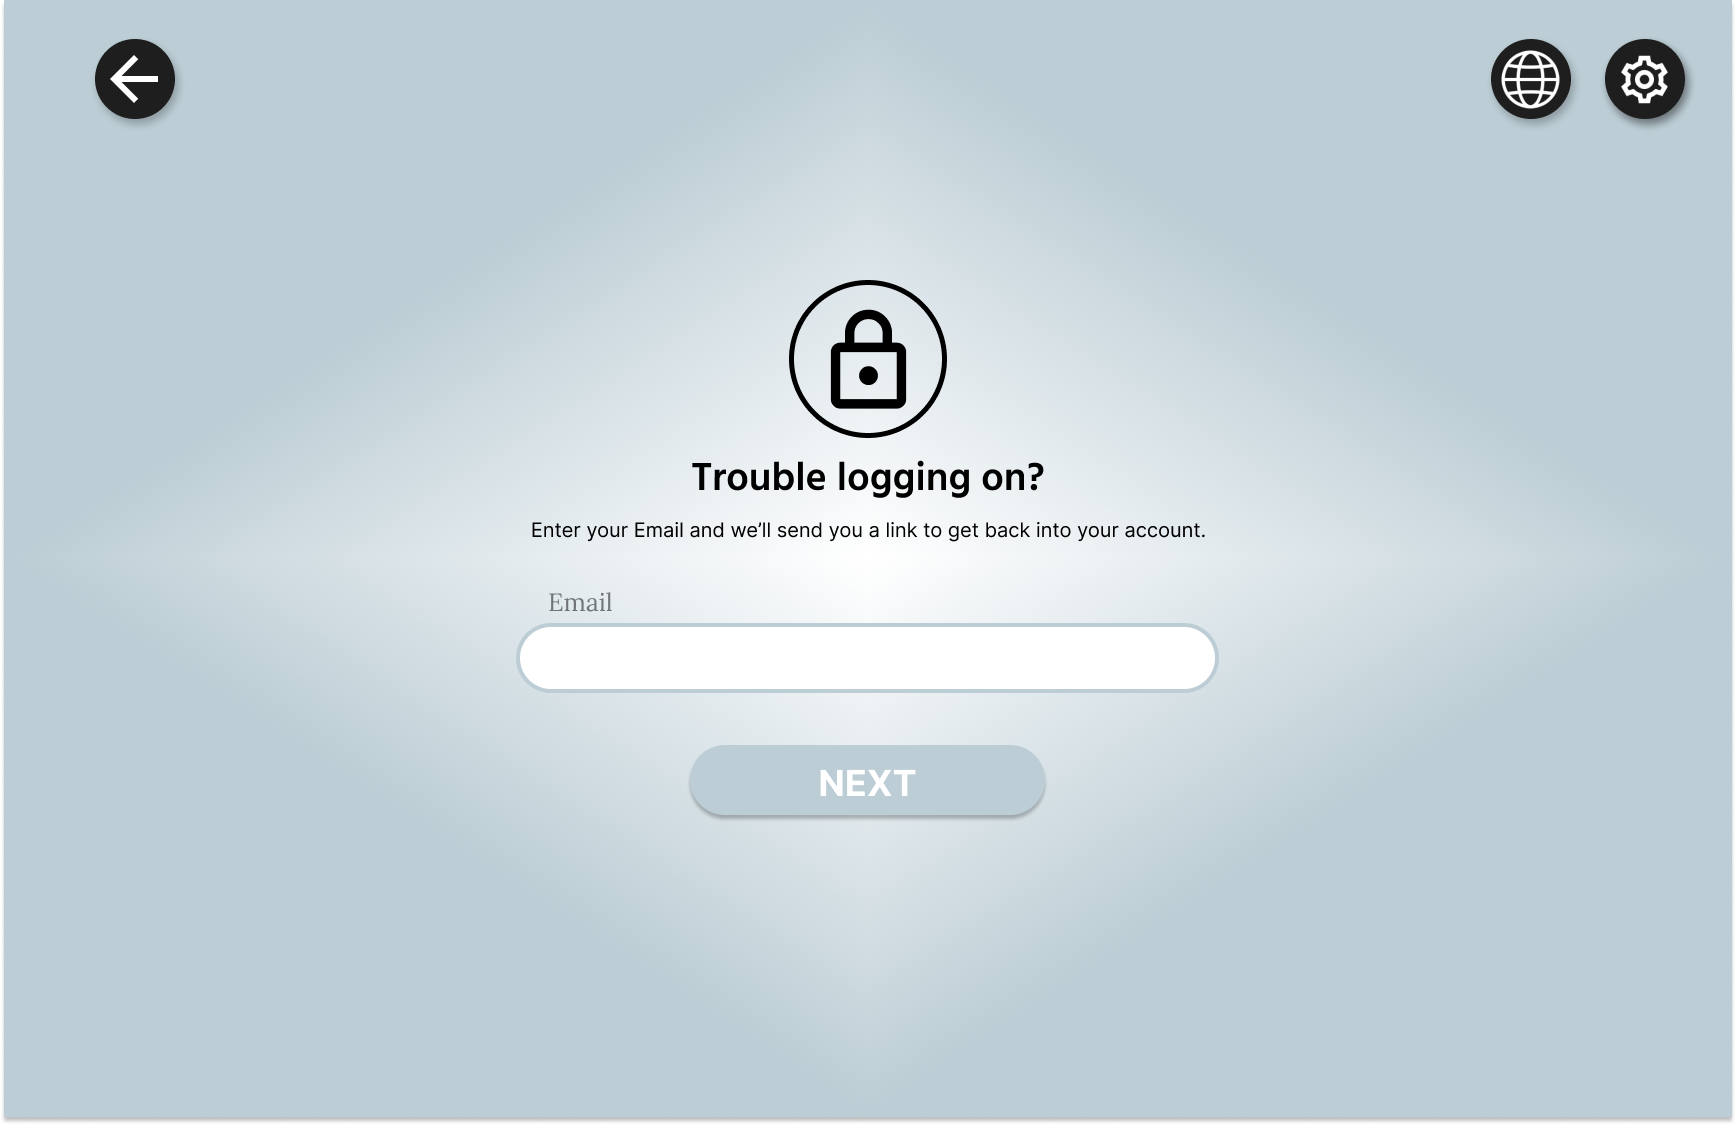 Trouble logging on?
Enter your Email and we’ll send you a link to get back into your account.
Email
NEXT